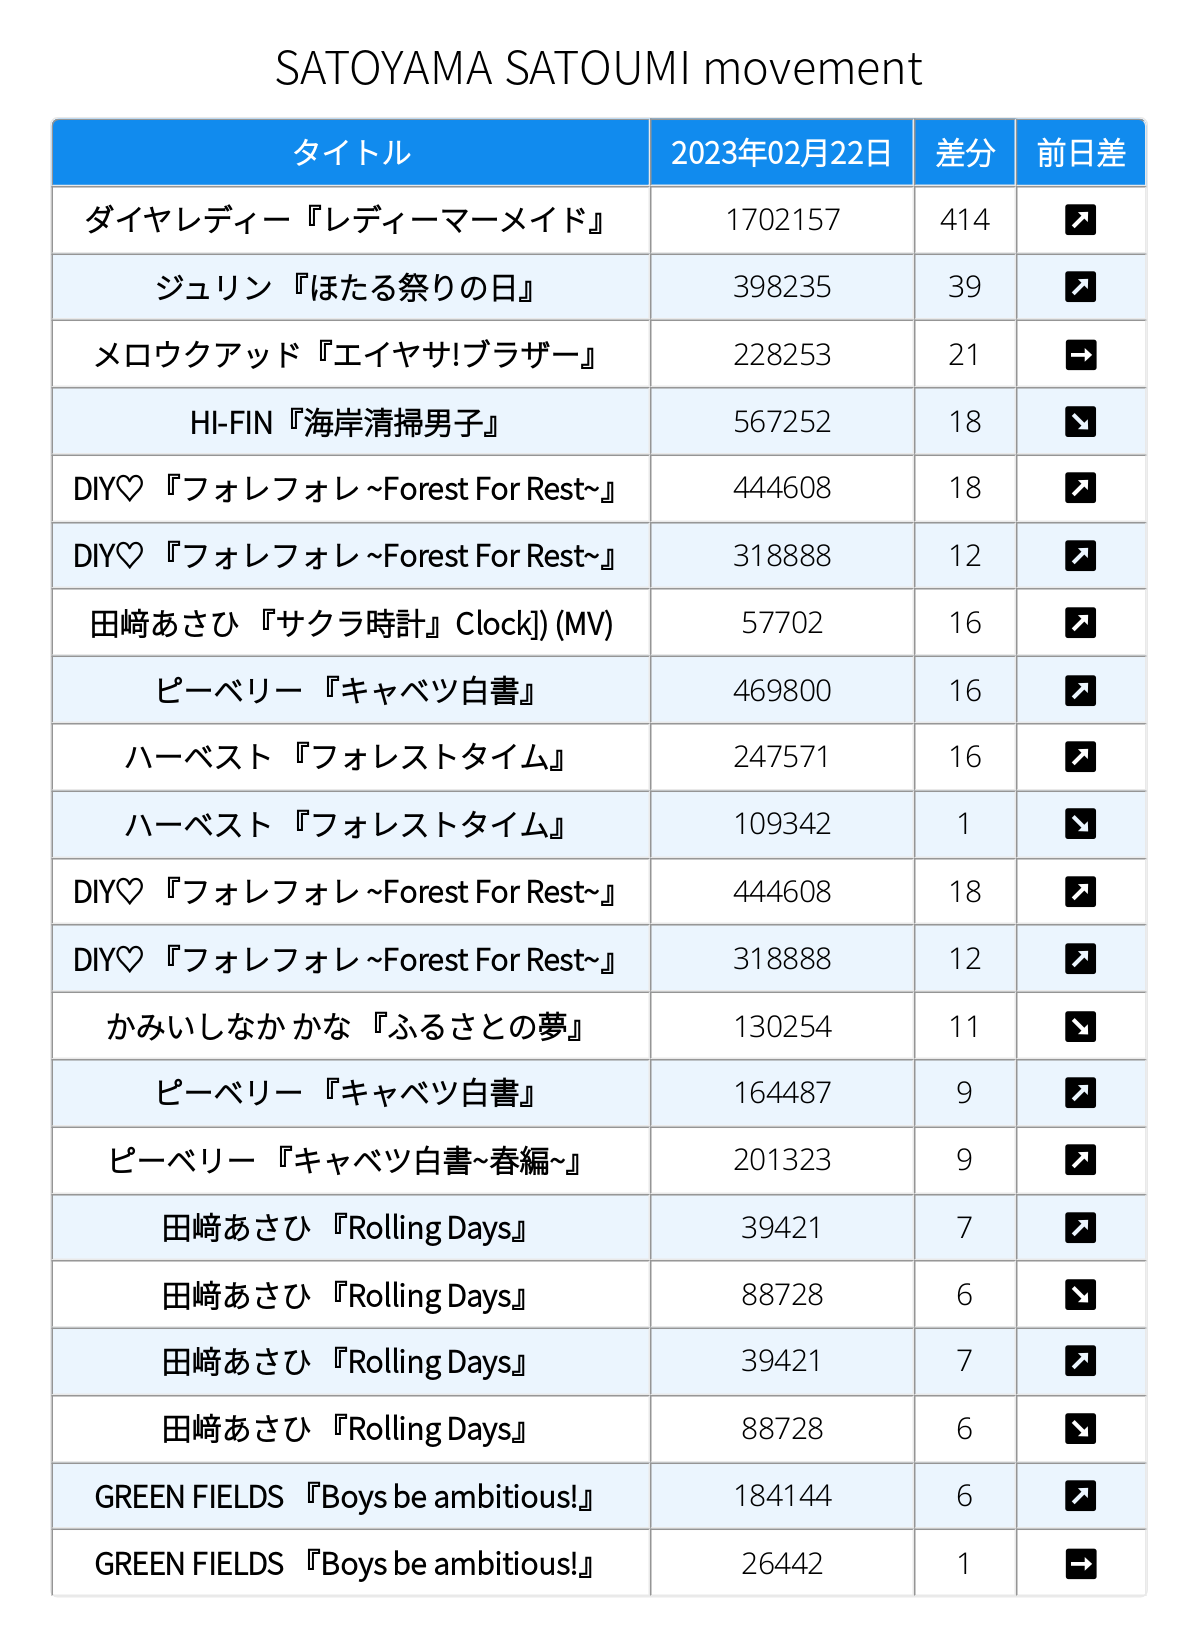 SATOYAMA SATOUMI movement
タイトル 2023年02月22日 差分 前日差
ダイヤレディー『レディーマーメイド』 1702157 414
ジュリン 『ほたる祭りの日』 398235 39
メロウクアッド『エイヤサ!ブラザー』 228253 21
HI-FIN『海岸清掃男子』 567252 18
DIY♡ 『フォレフォレ ~Forest For Rest~』 444608 18
DIY♡ 『フォレフォレ ~Forest For Rest~』 318888 12
田﨑あさひ 『サクラ時計』Clock]) (MV) 57702 16
ピーベリー 『キャベツ白書』 469800 16
ハーベスト 『フォレストタイム』 247571 16
ハーベスト 『フォレストタイム』 109342 1
DIY♡ 『フォレフォレ ~Forest For Rest~』 444608 18
DIY♡ 『フォレフォレ ~Forest For Rest~』 318888 12
かみいしなか かな 『ふるさとの夢』 130254 11
ピーベリー 『キャベツ白書』 164487 9
ピーベリー 『キャベツ白書~春編~』 201323 9
田﨑あさひ 『Rolling Days』 39421 7
田﨑あさひ 『Rolling Days』 88728 6
田﨑あさひ 『Rolling Days』 39421 7
田﨑あさひ 『Rolling Days』 88728 6
GREEN FIELDS 『Boys be ambitious!』 184144 6
GREEN FIELDS 『Boys be ambitious!』 26442 1